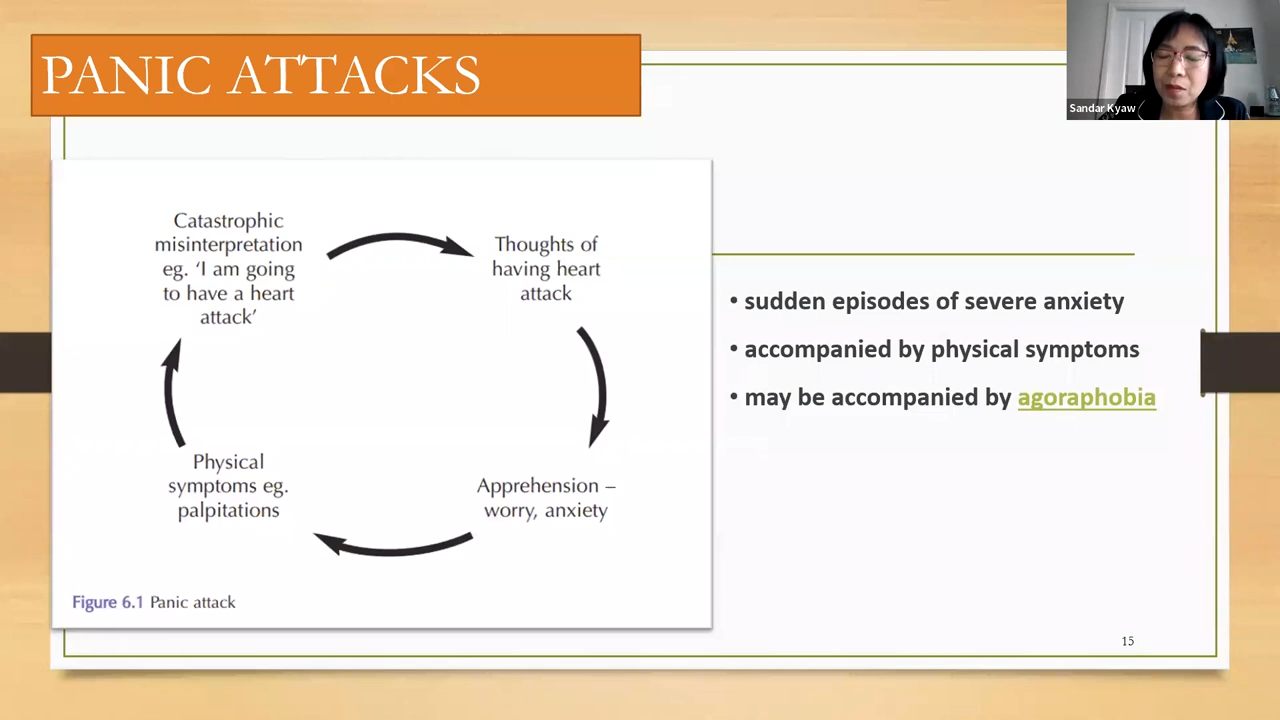 PANIC ATTACKS
Sandar Kyaw
Catastrophic
misinterpretation
eg. ‘I am going
to have a heart
attack’
Thoughts of
having heart
attack
Physical
symptoms eg.
palpitations
Apprehension –
worry, anxiety
Figure 6.1 Panic attack
• sudden episodes of severe anxiety
• accompanied by physical symptoms
• may be accompanied by agoraphobia
15